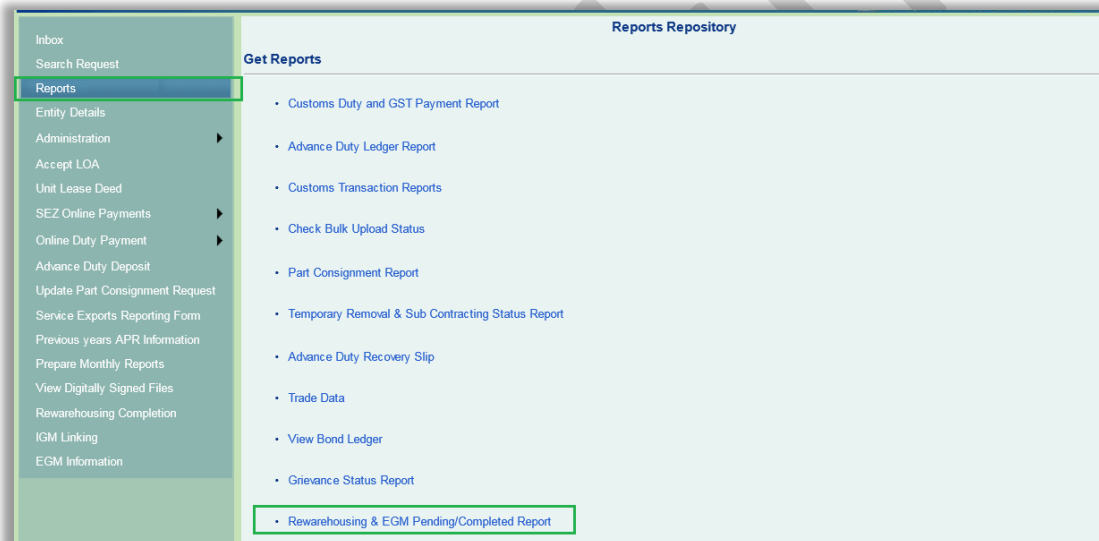 Reports Repository
Inbox
Search Request
Reports
Entity Details
Administration
Accept LOA
Unit Lease Deed
SEZ Online Payments
Online Duty Payment
Advance Duty Deposit
Update Part Consignment Request
Service Exports Reporting Form
Previous years APR Information
Prepare Monthly Reports
View Digitally Signed Files
Rewarehousing Completion
IGM Linking
EGM Information
Get Reports
• Customs Duty and GST Payment Report
• Advance Duty Ledger Report
• Customs Transaction Reports
• Check Bulk Upload Status
• Part Consignment Report
• Temporary Removal & Sub Contracting Status Report
• Advance Duty Recovery Slip
• Trade Data
• View Bond Ledger
• Grievance Status Report
• Rewarehousing & EGM Pending/Completed Report